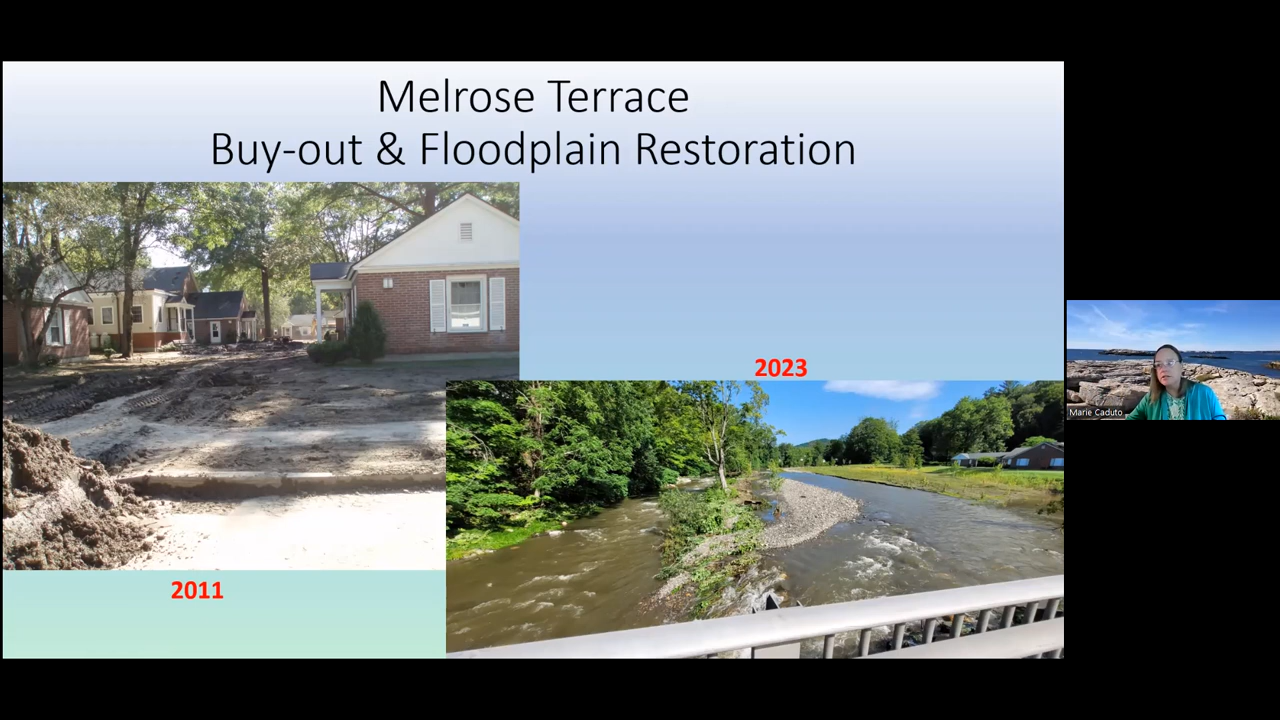 Melrose Terrace
Buy-out & Floodplain Restoration
2023
Marie Caduto
2011